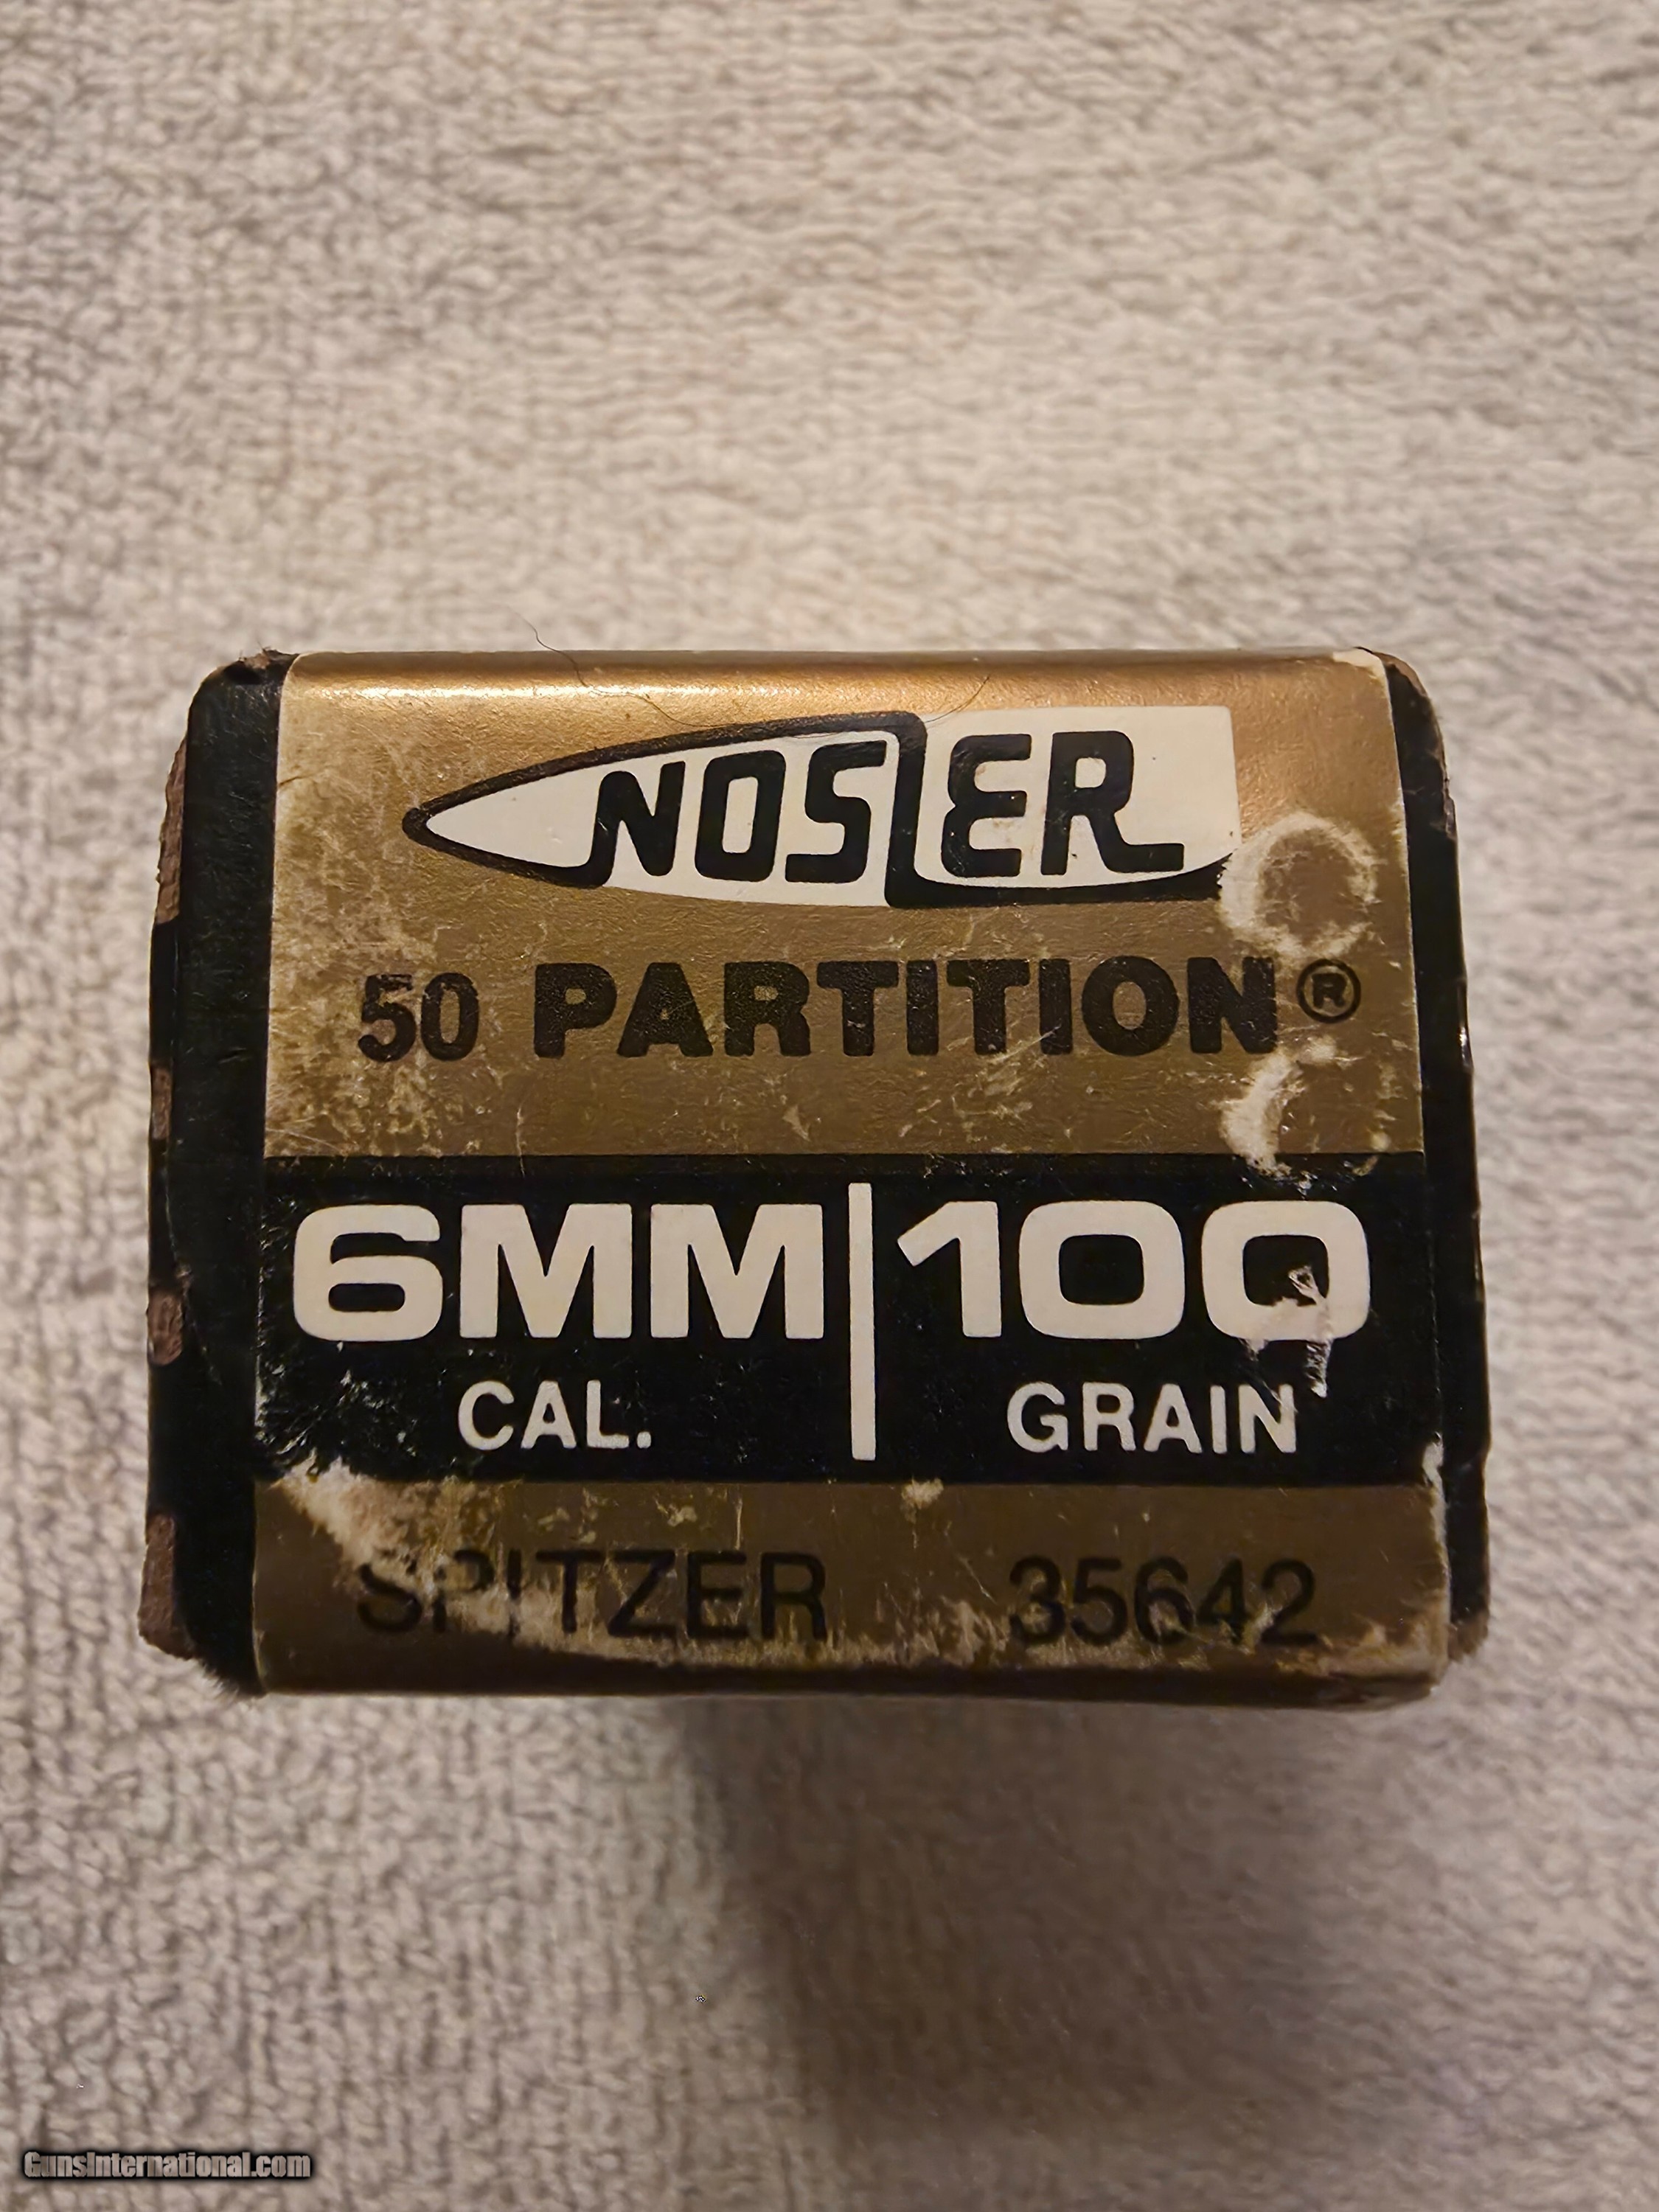 NOSLER
50 PARTITION®
6MM | 100
CAL. GRAIN
SPITZER 35642
GunsInternational.com